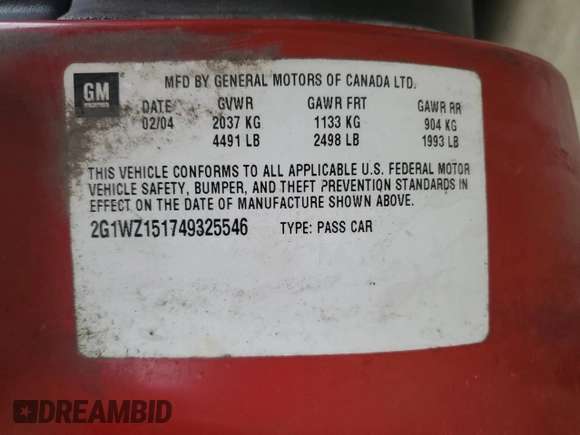 GM
MFD BY GENERAL MOTORS OF CANADA LTD.
DATE GVWR GAWR FRT GAWR RR
02/04 2037 KG 1133 KG 904 KG
4491 LB 2498 LB 1993 LB
THIS VEHICLE CONFORMS TO ALL APPLICABLE U.S. FEDERAL MOTOR
VEHICLE SAFETY, BUMPER, AND THEFT PREVENTION STANDARDS IN
EFFECT ON THE DATE OF MANUFACTURE SHOWN ABOVE.
2G1WZ151749325546 TYPE: PASS CAR
DREAMBID